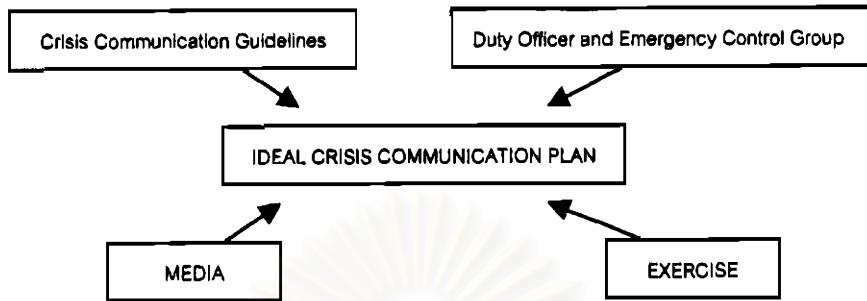 Crisis Communication Guidelines
Duty Officer and Emergency Control Group
IDEAL CRISIS COMMUNICATION PLAN
MEDIA
EXERCISE